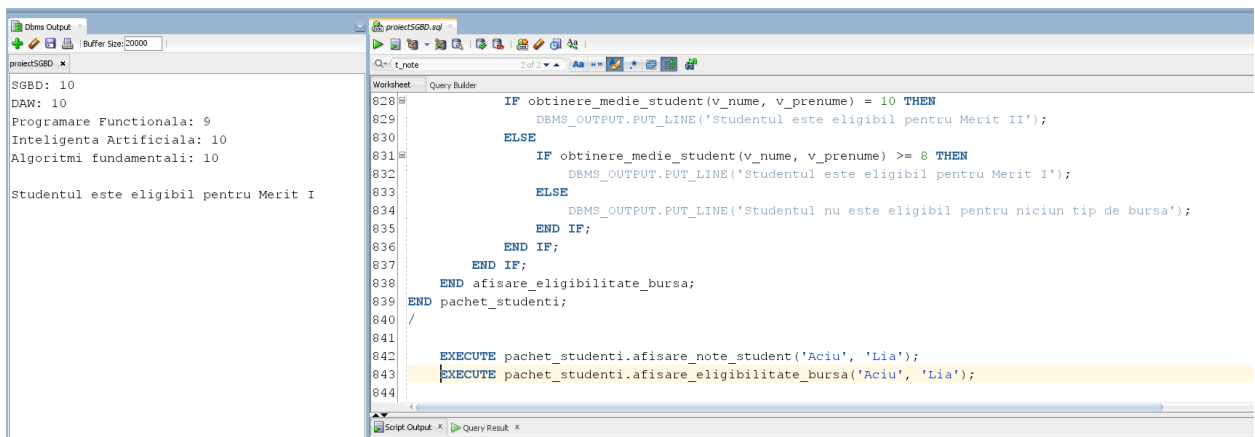 Dbms Output
Buffer Size: 20000
proiectSGBD
SGBD: 10
DAW: 10
Programare Functionala: 9
Inteligenta Artificiala: 10
Algoritmi fundamentali: 10
Studentul este eligibil pentru Merit I
proiectSGBD.sql
t_note 2 of 2
Worksheet Query Builder
828 IF obtinere_medie_student(v_nume, v_prenume) = 10 THEN
829 DBMS_OUTPUT.PUT_LINE('Studentul este eligibil pentru Merit II');
830 ELSE
831 IF obtinere_medie_student(v_nume, v_prenume) >= 8 THEN
832 DBMS_OUTPUT.PUT_LINE('Studentul este eligibil pentru Merit I');
833 ELSE
834 DBMS_OUTPUT.PUT_LINE('Studentul nu este eligibil pentru niciun tip de bursa');
835 END IF;
836 END IF;
837 END IF;
838 END afisare_eligibilitate_bursa;
839 END pachet_studenti;
840 /
841
842 EXECUTE pachet_studenti.afisare_note_student('Aciu', 'Lia');
843 EXECUTE pachet_studenti.afisare_eligibilitate_bursa('Aciu', 'Lia');
844
Script Output Query Result